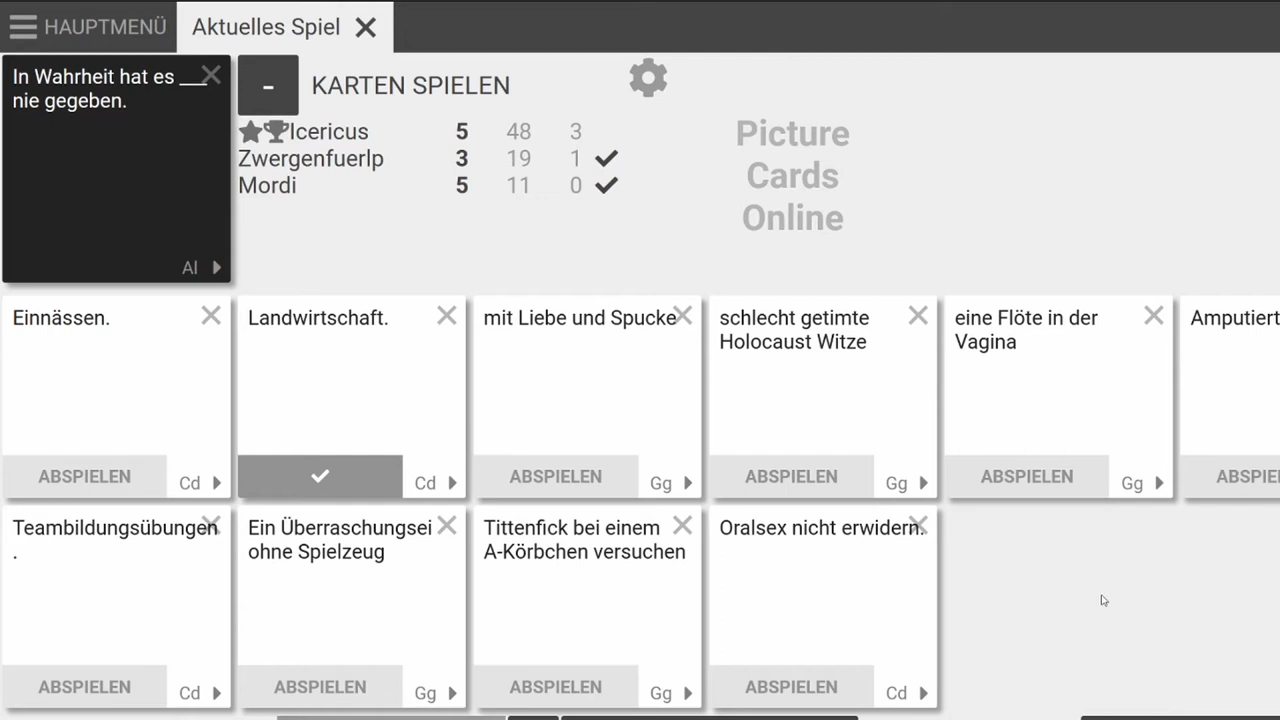 HAUPTMENÜ
Aktuelles Spiel
In Wahrheit hat es ___
nie gegeben.
AI
-
KARTEN SPIELEN
Icericus 5 48 3
Zwergenfuerlp 3 19 1
Mordi 5 11 0
Picture
Cards
Online
Einnässen.
ABSPIELEN
Cd
Landwirtschaft.
Cd
mit Liebe und Spucke
ABSPIELEN
Gg
schlecht getimte
Holocaust Witze
ABSPIELEN
Gg
eine Flöte in der
Vagina
ABSPIELEN
Gg
Amputiert
ABSPIE
Teambildungsübungen
.
ABSPIELEN
Cd
Ein Überraschungsei
ohne Spielzeug
ABSPIELEN
Gg
Tittenfick bei einem
A-Körbchen versuchen
ABSPIELEN
Gg
Oralsex nicht erwidern.
ABSPIELEN
Cd